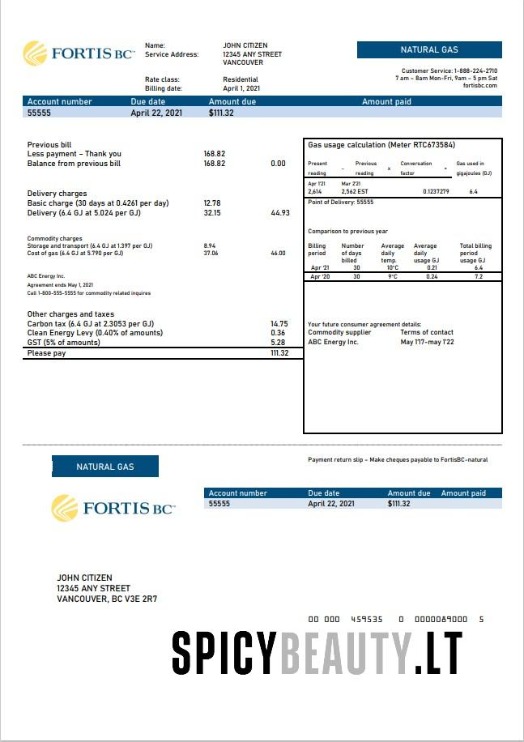 FORTIS BC
Name: JOHN CITIZEN
Service Address: 12345 ANY STREET
VANCOUVER
Rate class: Residential
Billing date: April 1, 2021
NATURAL GAS
Customer Service: 1-888-224-2710
7 am – 8am Mon-Fri, 9am – 5 pm Sat
fortisbc.com
Account number Due date Amount due Amount paid
55555 April 22, 2021 $111.32
Previous bill
Less payment – Thank you 168.82
Balance from previous bill 168.82 0.00
Delivery charges
Basic charge (30 days at 0.4261 per day) 12.78
Delivery (6.4 GJ at 5.024 per GJ) 32.15 44.93
Commodity charges
Storage and transport (6.4 GJ at 1.397 per GJ) 8.94
Cost of gas (6.4 GJ at 5.790 per GJ) 37.06 46.00
ABC Energy Inc.
Agreement ends May 1, 2021
Call 1-800-555-5555 for commodity related inquires
Other charges and taxes
Carbon tax (6.4 GJ at 2.3053 per GJ) 14.75
Clean Energy Levy (0.40% of amounts) 0.36
GST (5% of amounts) 5.28
Please pay 111.32
Gas usage calculation (Meter RTC673584)
Present reading - Previous reading × Conversation factor = Gas used in gigajoules (GJ)
Apr '21 Mar Z'21
2,614 2,562 EST 0.1237279 6.4
Point of Delivery: 55555
Comparison to previous year
Billing period Number of days billed Average daily temp. Average daily usage GJ Total billing period usage GJ
Apr '21 30 10°C 0.21 6.4
Apr '20 30 9°C 0.24 7.2
Your future consumer agreement details:
Commodity supplier Terms of contact
ABC Energy Inc. May 1'17-may 1'22
NATURAL GAS
Payment return slip – Make cheques payable to FortisBC-natural
FORTIS BC
Account number Due date Amount due Amount paid
55555 April 22, 2021 $111.32
JOHN CITIZEN
12345 ANY STREET
VANCOUVER, BC V3E 2R7
00 000 459535 0 0000089000 5
SPICYBEAUTY.LT